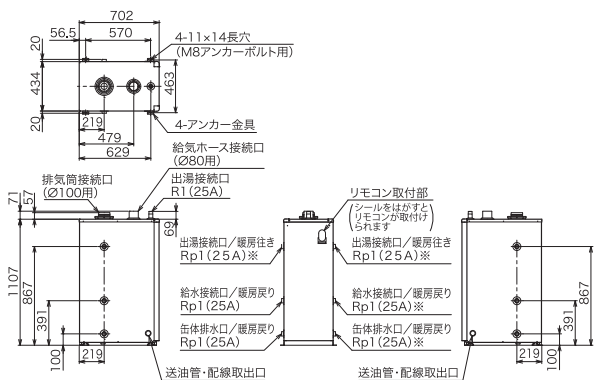 702
56.5
570
4-11×14長穴
(M8アンカーボルト用)
20
434
20
463
219
479
629
4-アンカー金具
給気ホース接続口
(Ø80用)
排気筒接続口
(Ø100用)
出湯接続口
R1(25A)
71
57
69
1107
867
391
100
219
送油管・配線取出口
リモコン取付部
(シールをはがすと
リモコンが取付け
られます)
出湯接続口/暖房往き
Rp1(25A)※
給水接続口/暖房戻り
Rp1(25A)※
缶体排水口/暖房戻り
Rp1(25A)※
出湯接続口/暖房往き
Rp1(25A)※
給水接続口/暖房戻り
Rp1(25A)※
缶体排水口/暖房戻り
Rp1(25A)※
867
391
100
219
送油管・配線取出口